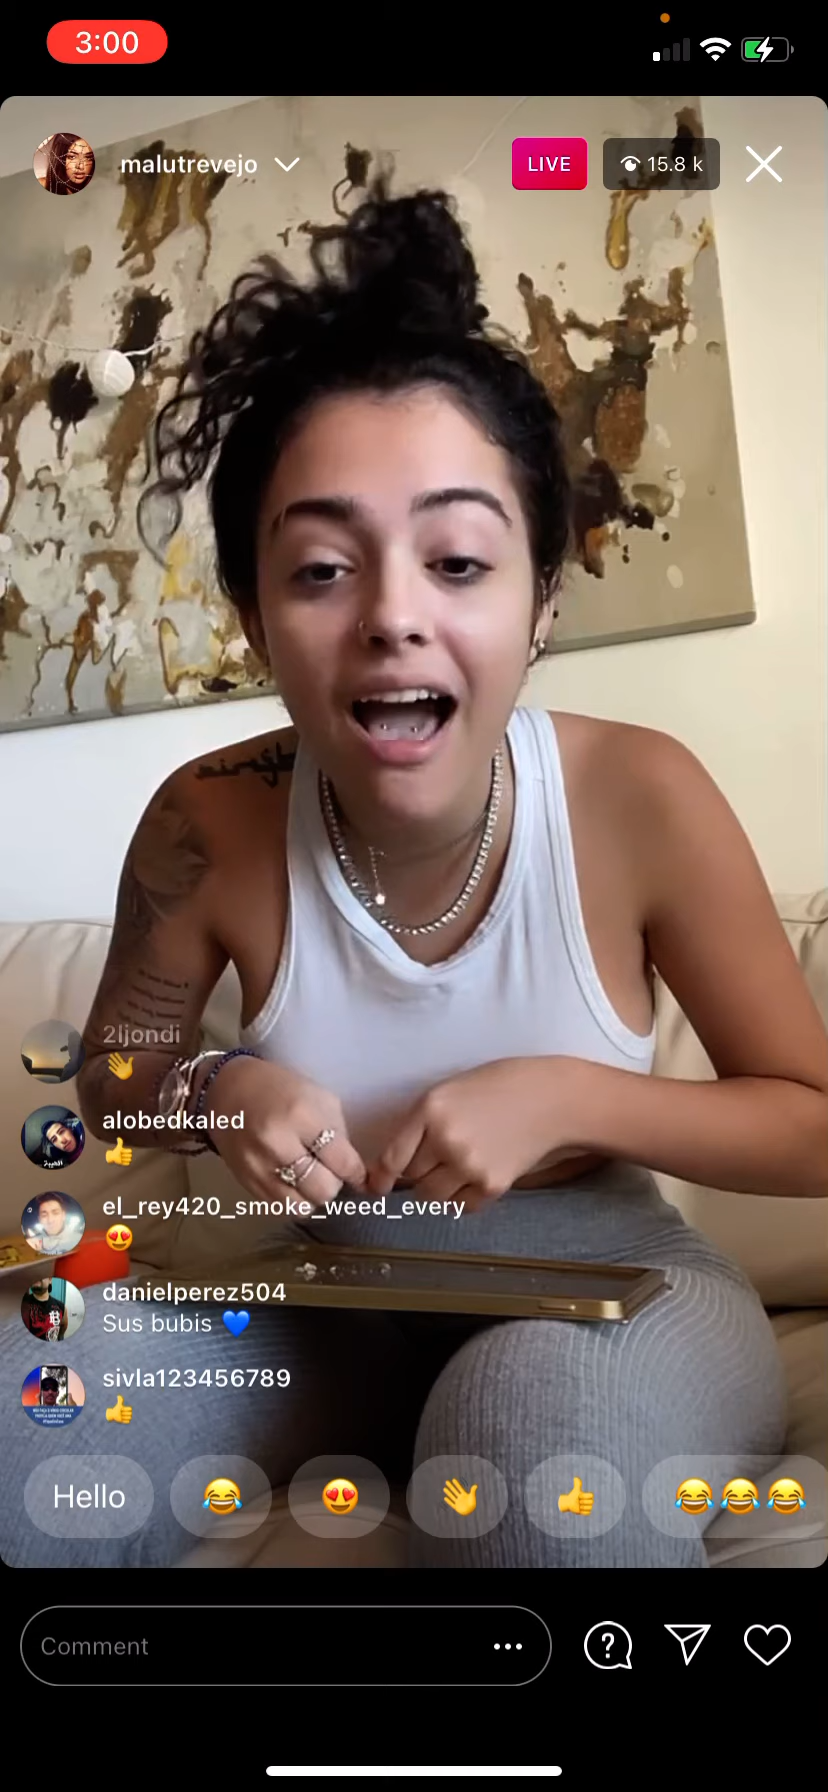 3:00
malutrevejo
LIVE
15.8 k
2ljondi
👋
alobedkaled
👍
el_rey420_smoke_weed_every
😍
danielperez504
Sus bubis 💙
sivla123456789
👍
Hello 😂 😍 👋 👍 😂😂😂
Comment